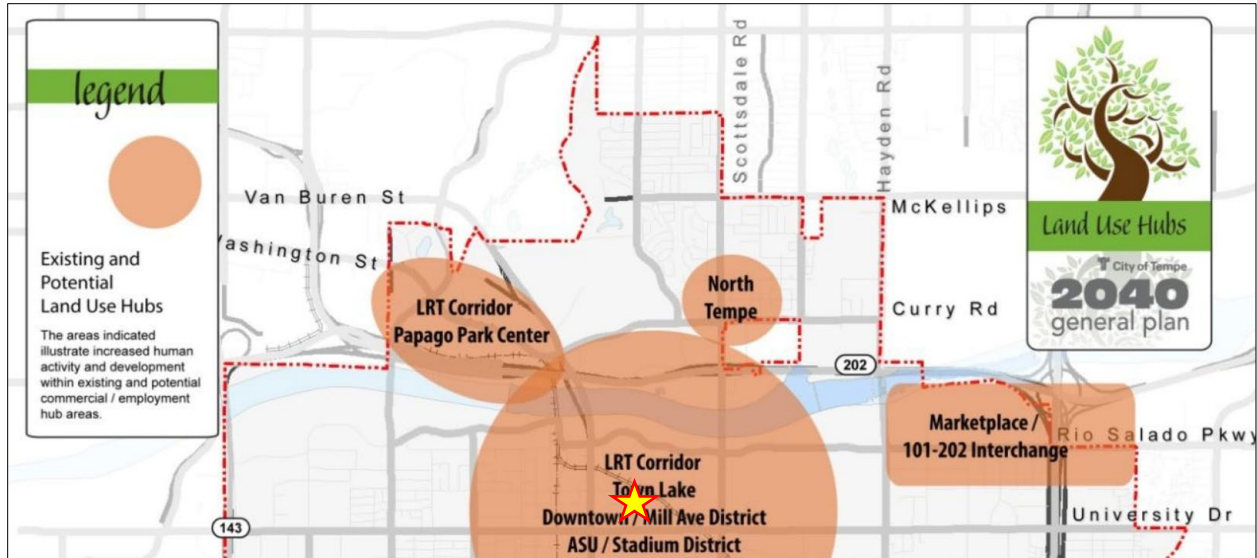 legend
Existing and
Potential
Land Use Hubs
The areas indicated
illustrate increased human
activity and development
within existing and potential
commercial / employment
hub areas.
Van Buren St
Washington St
Scottsdale Rd
Hayden Rd
McKellips
Curry Rd
LRT Corridor
Papago Park Center
North
Tempe
202
Marketplace /
101-202 Interchange
Rio Salado Pkwy
LRT Corridor
Town Lake
Downtown / Mill Ave District
ASU / Stadium District
143
University Dr
Land Use Hubs
T City of Tempe
2040
general plan